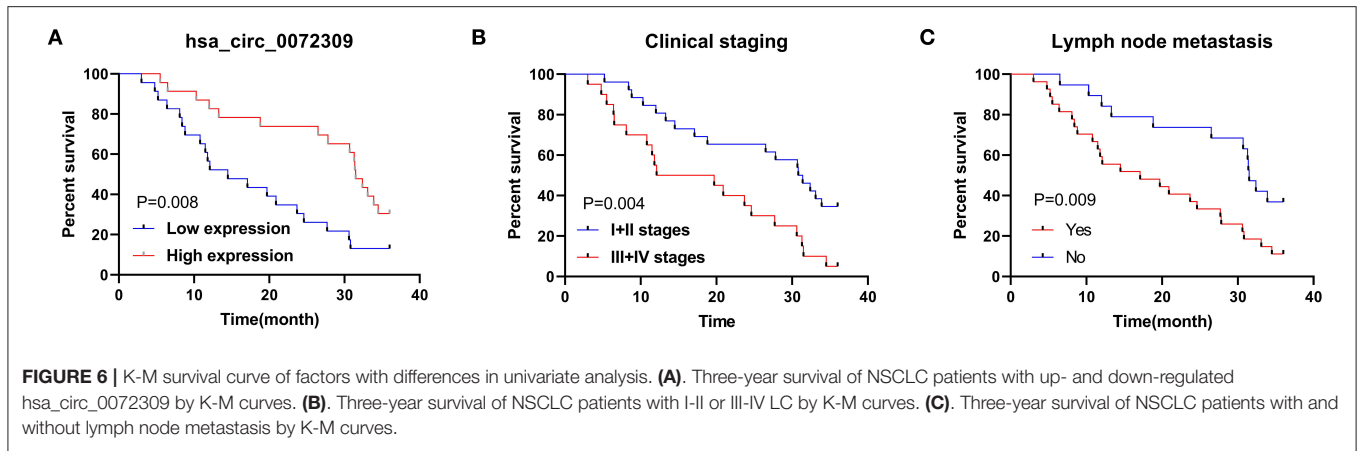 A
hsa_circ_0072309
Percent survival
100
80
60
40
20
0
P=0.008
Low expression
High expression
0 10 20 30 40
Time(month)
B
Clinical staging
Percent survival
100
80
60
40
20
0
P=0.004
I+II stages
III+IV stages
0 10 20 30 40
Time
C
Lymph node metastasis
Percent survival
100
80
60
40
20
0
P=0.009
Yes
No
0 10 20 30 40
Time(month)
FIGURE 6 | K-M survival curve of factors with differences in univariate analysis. (A). Three-year survival of NSCLC patients with up- and down-regulated
hsa_circ_0072309 by K-M curves. (B). Three-year survival of NSCLC patients with I-II or III-IV LC by K-M curves. (C). Three-year survival of NSCLC patients with and
without lymph node metastasis by K-M curves.